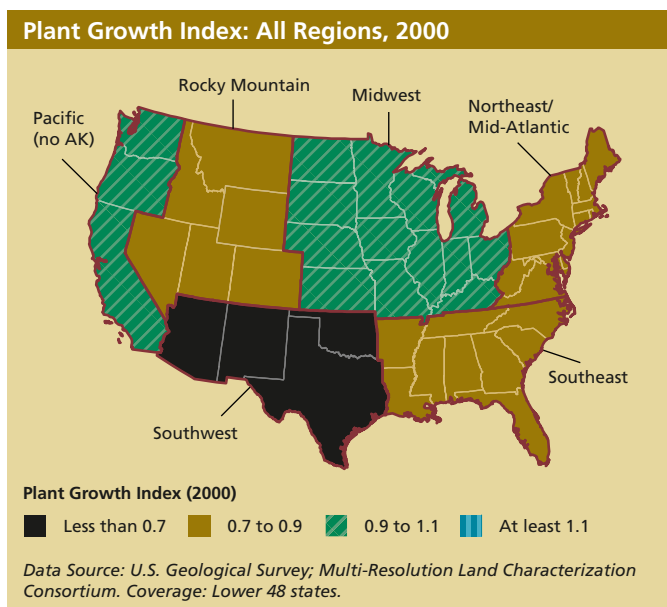 Plant Growth Index: All Regions, 2000
Rocky Mountain
Midwest
Northeast/
Mid-Atlantic
Pacific
(no AK)
Southeast
Southwest
Plant Growth Index (2000)
Less than 0.7 0.7 to 0.9 0.9 to 1.1 At least 1.1
Data Source: U.S. Geological Survey; Multi-Resolution Land Characterization
Consortium. Coverage: Lower 48 states.